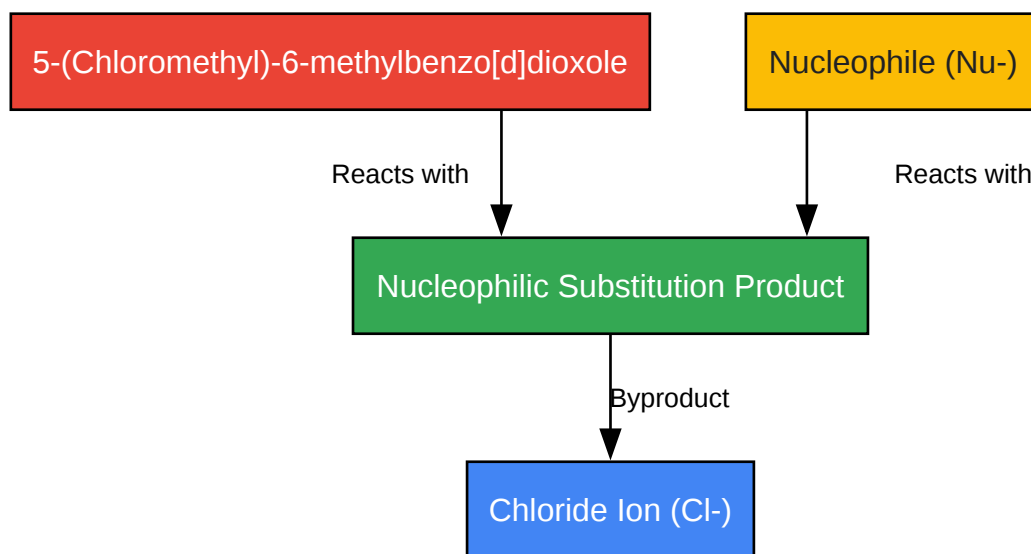 5-(Chloromethyl)-6-methylbenzo[d]dioxole
Nucleophile (Nu-)
Reacts with
Reacts with
Nucleophilic Substitution Product
Byproduct
Chloride Ion (Cl-)